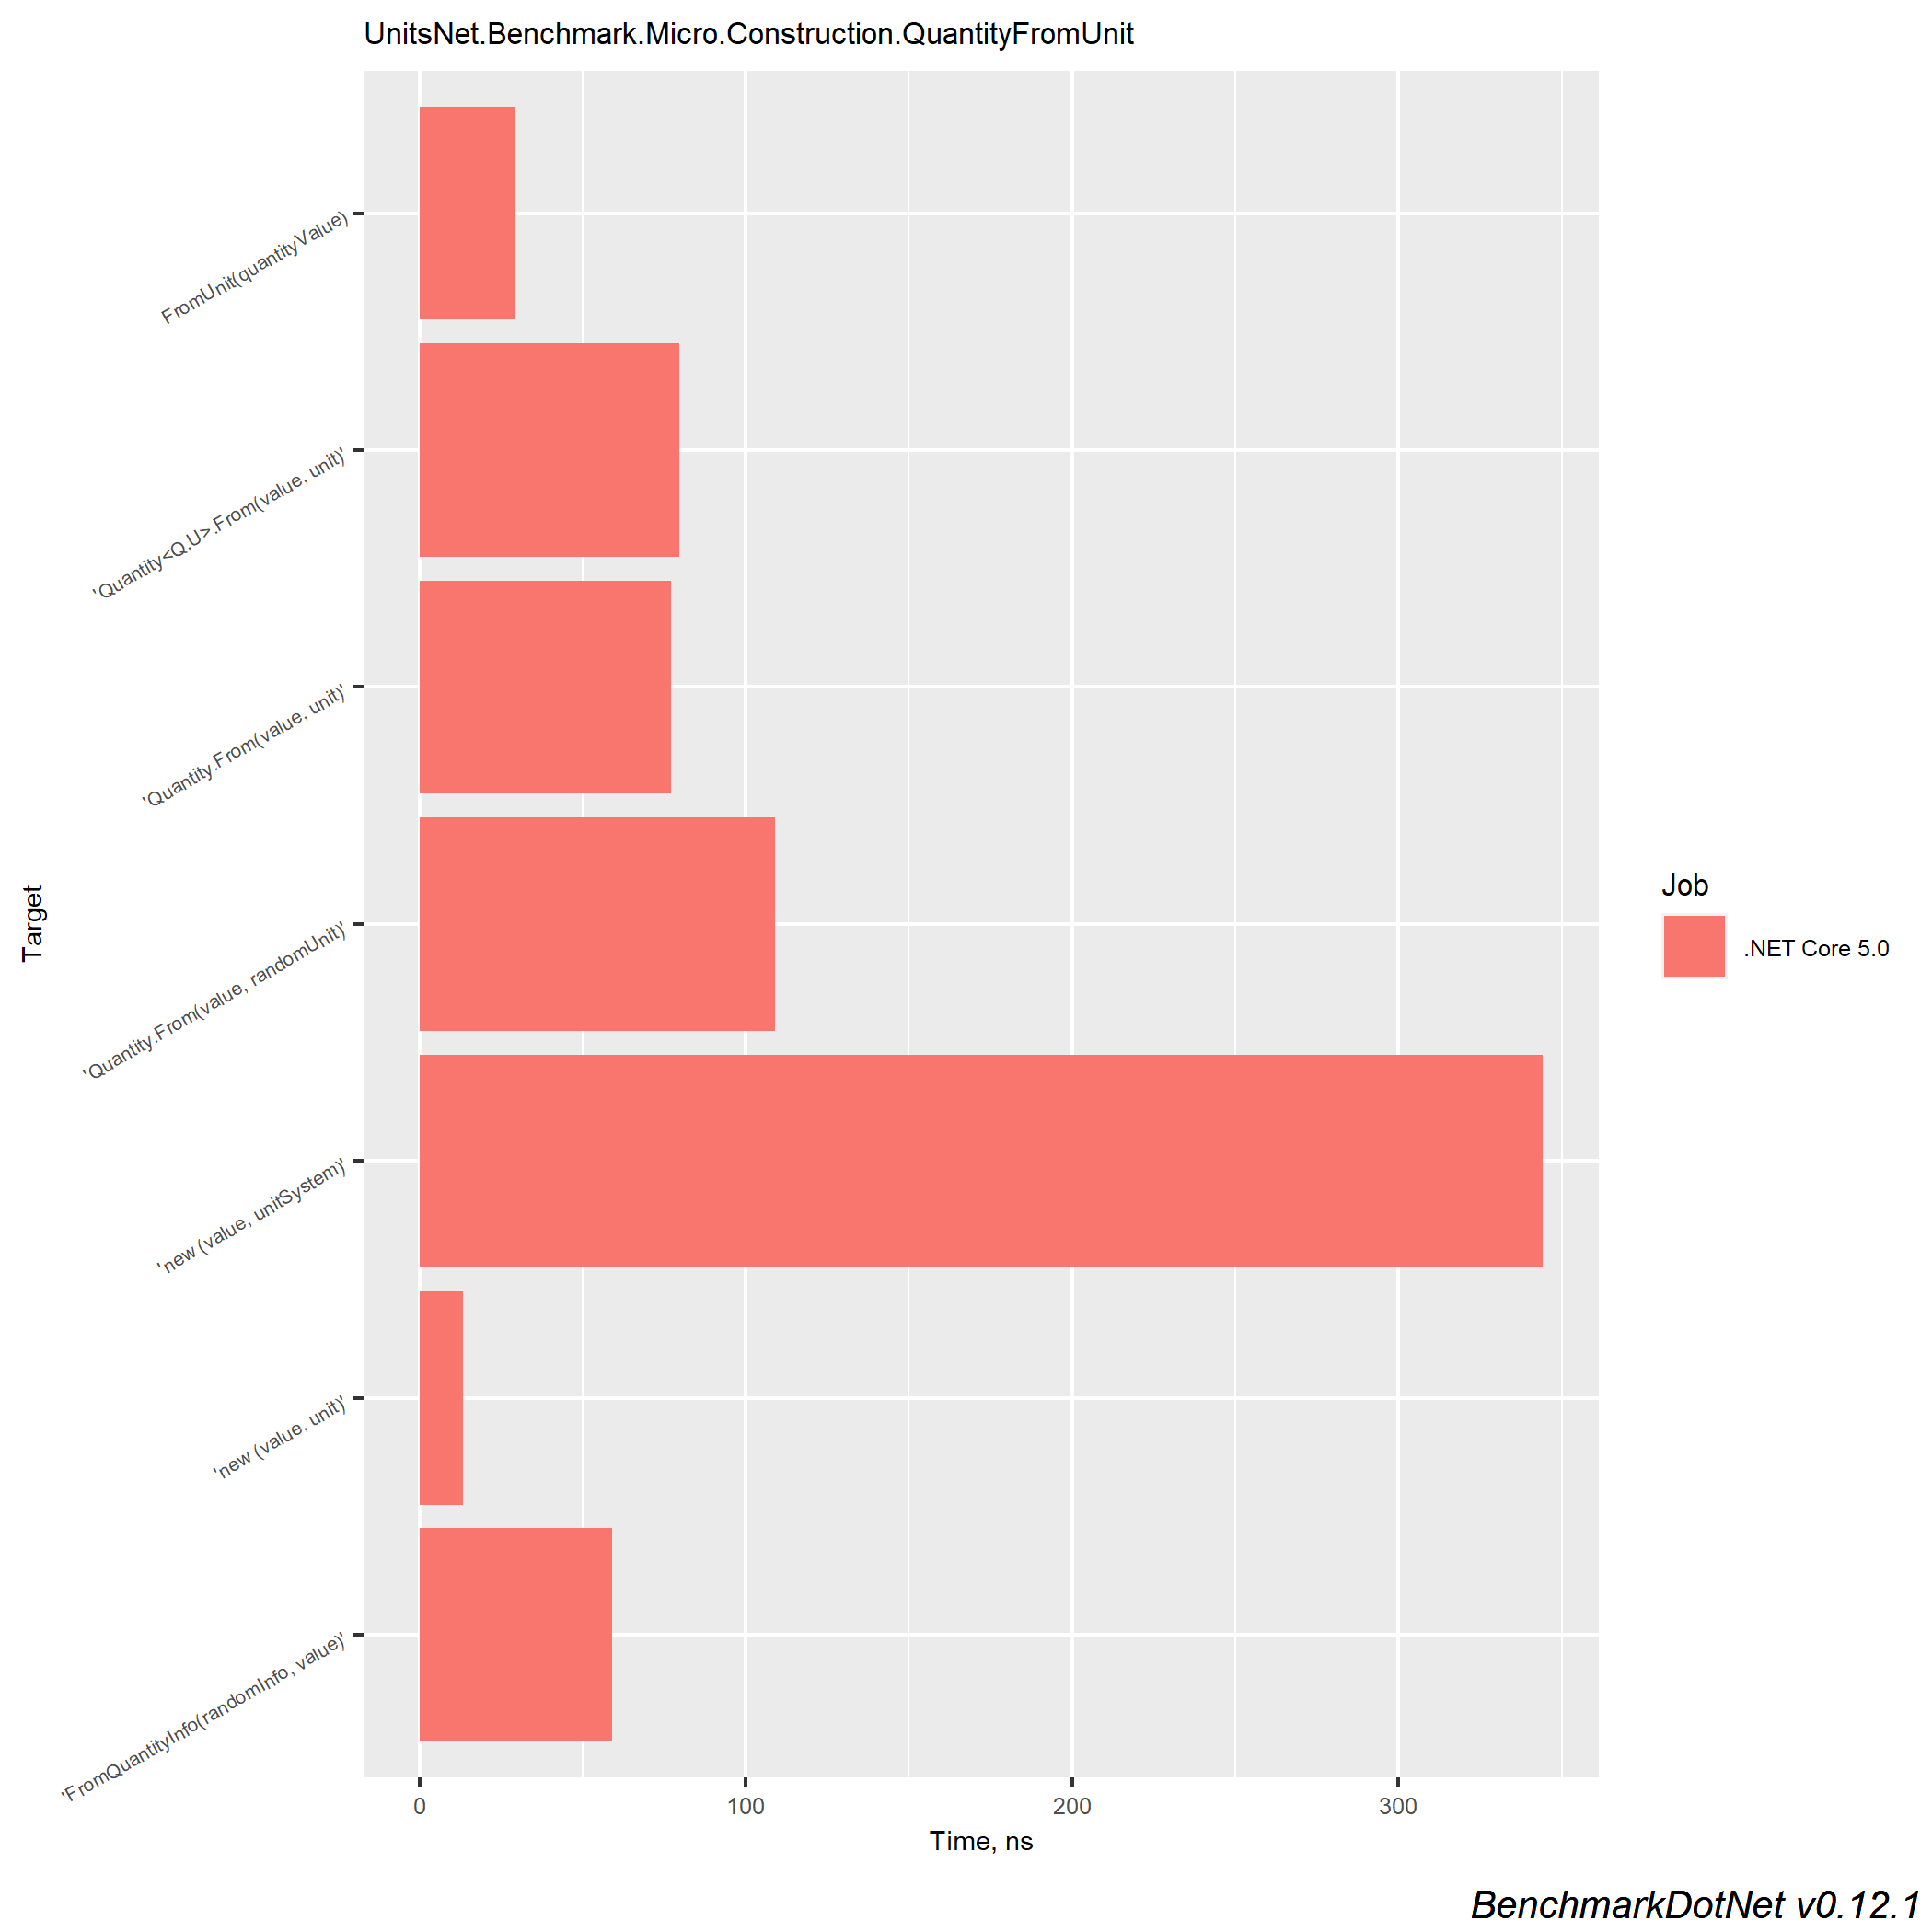 UnitsNet.Benchmark.Micro.Construction.QuantityFromUnit
FromUnit(quantityValue)
'Quantity<Q,U>.From(value, unit)'
'Quantity.From(value, unit)'
'Quantity.From(value, randomUnit)'
'new (value, unitSystem)'
'new (value, unit)'
'FromQuantityInfo(randomInfo, value)'
Target
0 100 200 300
Time, ns
Job
.NET Core 5.0
BenchmarkDotNet v0.12.1